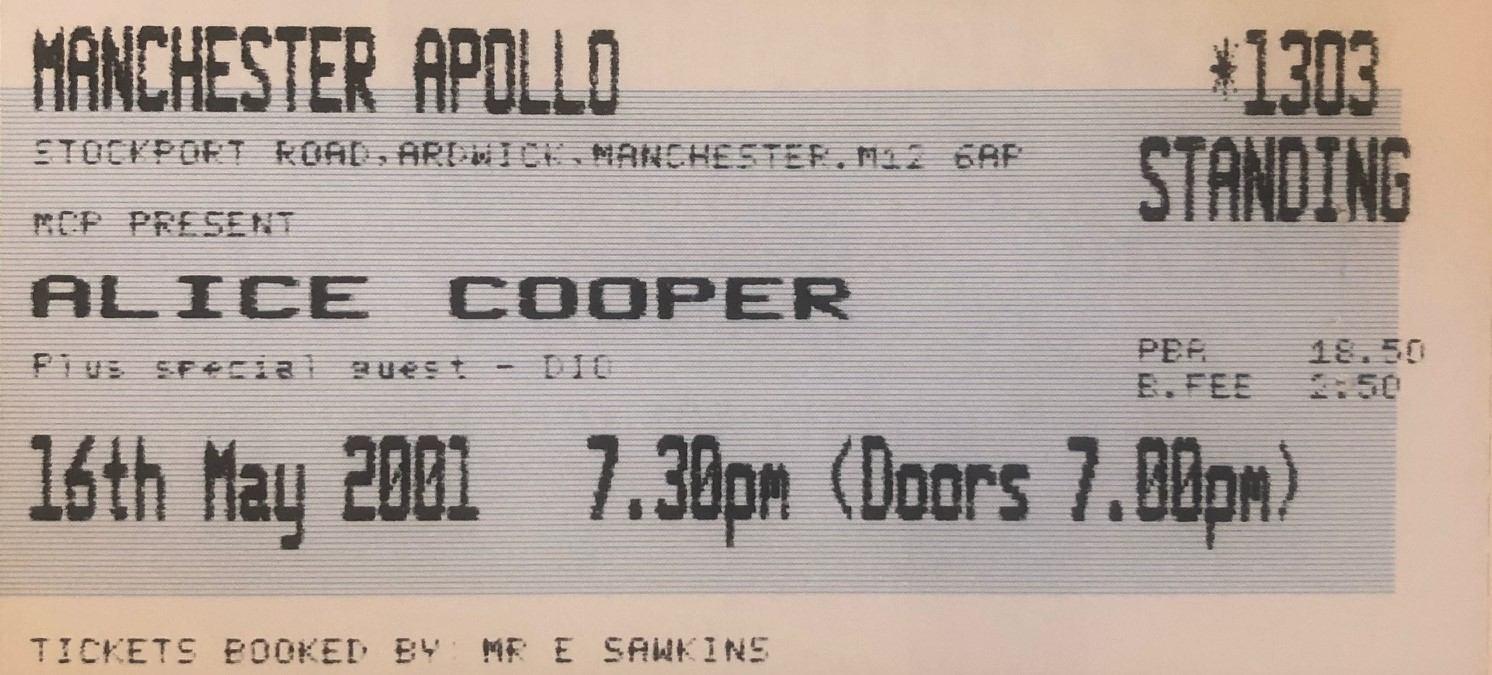 MANCHESTER APOLLO *1303
STOCKPORT ROAD,ARDWICK,MANCHESTER.M12 6AP
STANDING
MCP PRESENT
ALICE COOPER
Plus special guest - DIO
PBA 18.50
B.FEE 2.50
16th May 2001 7.30pm (Doors 7.00pm)
TICKETS BOOKED BY MR E SAWKINS